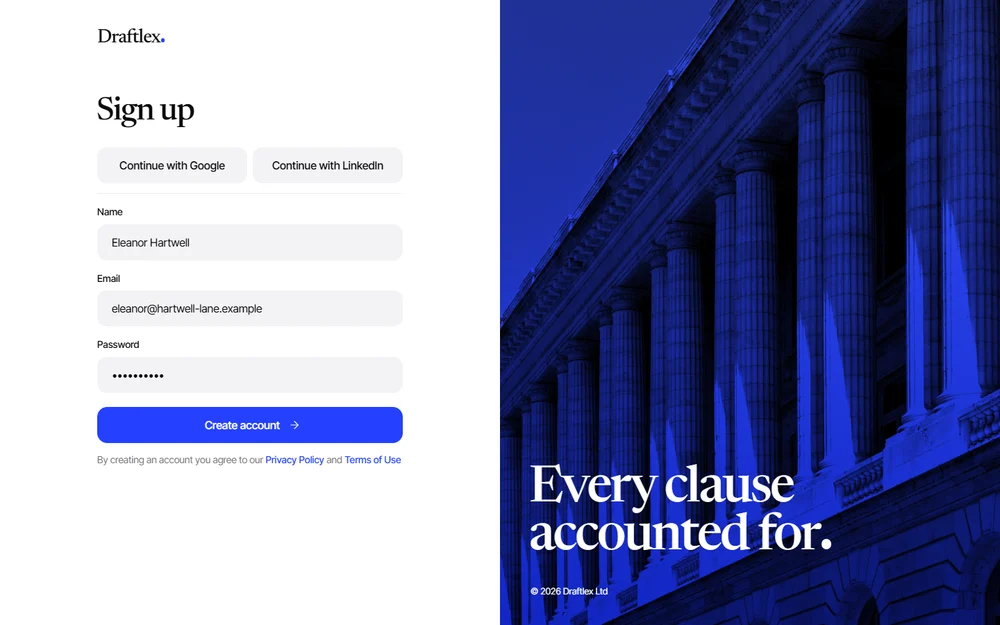 Draftlex.
Sign up
Continue with Google
Continue with LinkedIn
Name
Eleanor Hartwell
Email
eleanor@hartwell-lane.example
Password
••••••••••
Create account →
By creating an account you agree to our Privacy Policy and Terms of Use
Every clause
accounted for.
© 2026 Draftlex Ltd